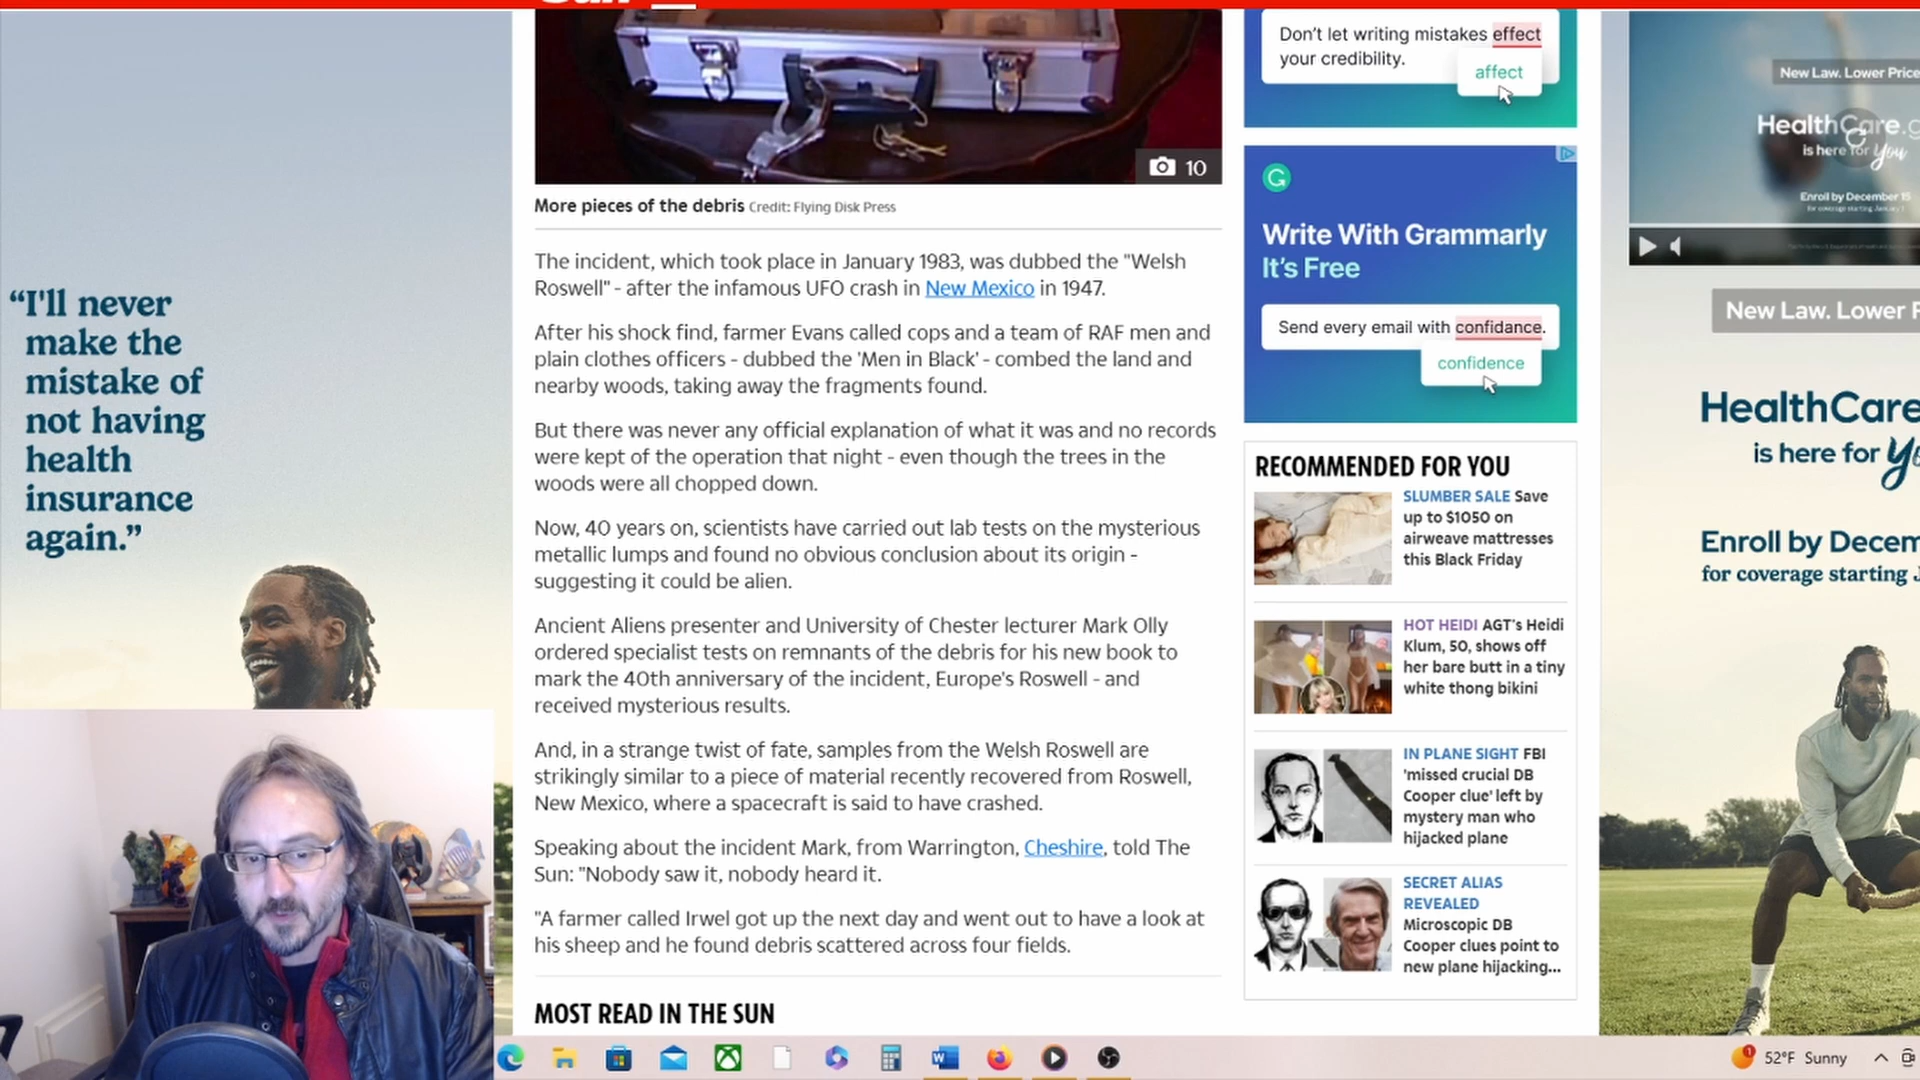 “I'll never
make the
mistake of
not having
health
insurance
again.”
10
More pieces of the debris Credit: Flying Disk Press
The incident, which took place in January 1983, was dubbed the "Welsh
Roswell" - after the infamous UFO crash in New Mexico in 1947.
After his shock find, farmer Evans called cops and a team of RAF men and
plain clothes officers - dubbed the 'Men in Black' - combed the land and
nearby woods, taking away the fragments found.
But there was never any official explanation of what it was and no records
were kept of the operation that night - even though the trees in the
woods were all chopped down.
Now, 40 years on, scientists have carried out lab tests on the mysterious
metallic lumps and found no obvious conclusion about its origin -
suggesting it could be alien.
Ancient Aliens presenter and University of Chester lecturer Mark Olly
ordered specialist tests on remnants of the debris for his new book to
mark the 40th anniversary of the incident, Europe's Roswell - and
received mysterious results.
And, in a strange twist of fate, samples from the Welsh Roswell are
strikingly similar to a piece of material recently recovered from Roswell,
New Mexico, where a spacecraft is said to have crashed.
Speaking about the incident Mark, from Warrington, Cheshire, told The
Sun: "Nobody saw it, nobody heard it.
"A farmer called Irwel got up the next day and went out to have a look at
his sheep and he found debris scattered across four fields.
MOST READ IN THE SUN
Don't let writing mistakes effect
your credibility.
affect
Write With Grammarly
It's Free
Send every email with confidance.
confidence
RECOMMENDED FOR YOU
SLUMBER SALE Save
up to $1050 on
airweave mattresses
this Black Friday
HOT HEIDI AGT's Heidi
Klum, 50, shows off
her bare butt in a tiny
white thong bikini
IN PLANE SIGHT FBI
'missed crucial DB
Cooper clue' left by
mystery man who
hijacked plane
SECRET ALIAS
REVEALED
Microscopic DB
Cooper clues point to
new plane hijacking...
New Law. Lower Price
HealthCare.g
is here for You
Enroll by December 15
for coverage starting January 1
New Law. Lower P
HealthCare
is here for Yo
Enroll by Decem
for coverage starting J
52°F Sunny